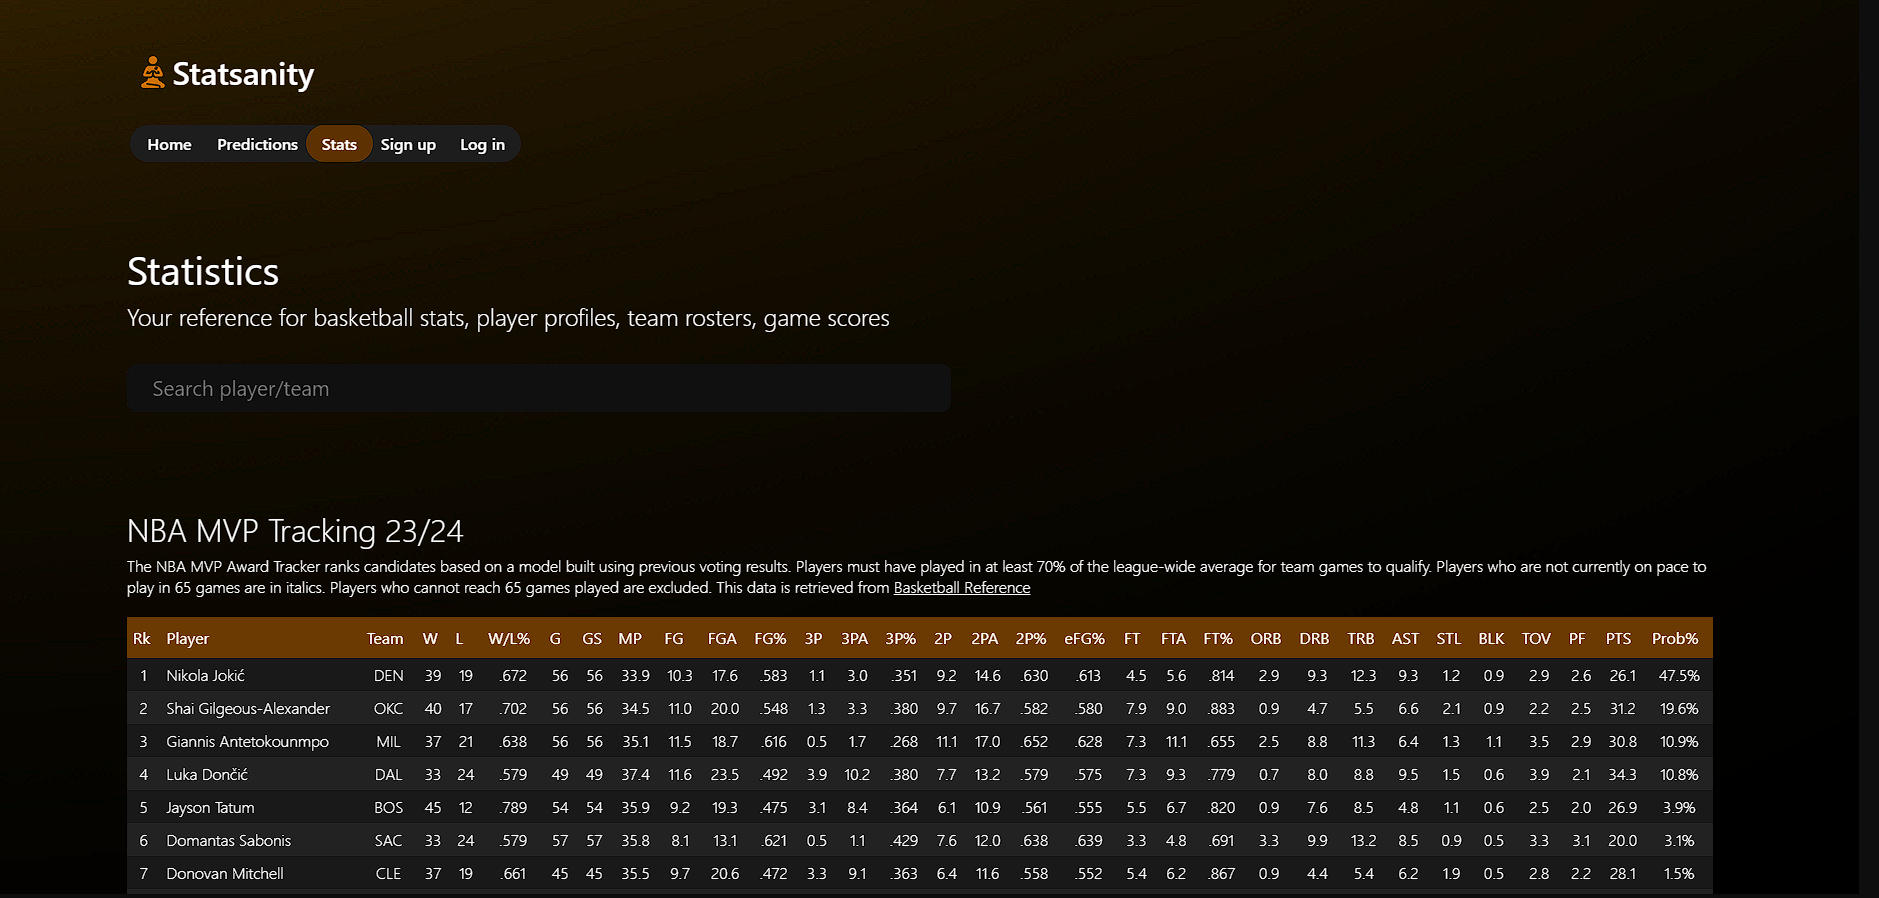 Statsanity
Home Predictions Stats Sign up Log in
Statistics
Your reference for basketball stats, player profiles, team rosters, game scores
Search player/team
NBA MVP Tracking 23/24
The NBA MVP Award Tracker ranks candidates based on a model built using previous voting results. Players must have played in at least 70% of the league-wide average for team games to qualify. Players who are not currently on pace to
play in 65 games are in italics. Players who cannot reach 65 games played are excluded. This data is retrieved from Basketball Reference
Rk Player Team W L W/L% G GS MP FG FGA FG% 3P 3PA 3P% 2P 2PA 2P% eFG% FT FTA FT% ORB DRB TRB AST STL BLK TOV PF PTS Prob%
1 Nikola Jokić DEN 39 19 .672 56 56 33.9 10.3 17.6 .583 1.1 3.0 .351 9.2 14.6 .630 .613 4.5 5.6 .814 2.9 9.3 12.3 9.3 1.2 0.9 2.9 2.6 26.1 47.5%
2 Shai Gilgeous-Alexander OKC 40 17 .702 56 56 34.5 11.0 20.0 .548 1.3 3.3 .380 9.7 16.7 .582 .580 7.9 9.0 .883 0.9 4.7 5.5 6.6 2.1 0.9 2.2 2.5 31.2 19.6%
3 Giannis Antetokounmpo MIL 37 21 .638 56 56 35.1 11.5 18.7 .616 0.5 1.7 .268 11.1 17.0 .652 .628 7.3 11.1 .655 2.5 8.8 11.3 6.4 1.3 1.1 3.5 2.9 30.8 10.9%
4 Luka Dončić DAL 33 24 .579 49 49 37.4 11.6 23.5 .492 3.9 10.2 .380 7.7 13.2 .579 .575 7.3 9.3 .779 0.7 8.0 8.8 9.5 1.5 0.6 3.9 2.1 34.3 10.8%
5 Jayson Tatum BOS 45 12 .789 54 54 35.9 9.2 19.3 .475 3.1 8.4 .364 6.1 10.9 .561 .555 5.5 6.7 .820 0.9 7.6 8.5 4.8 1.1 0.6 2.5 2.0 26.9 3.9%
6 Domantas Sabonis SAC 33 24 .579 57 57 35.8 8.1 13.1 .621 0.5 1.1 .429 7.6 12.0 .638 .639 3.3 4.8 .691 3.3 9.9 13.2 8.5 0.9 0.5 3.3 3.1 20.0 3.1%
7 Donovan Mitchell CLE 37 19 .661 45 45 35.5 9.7 20.6 .472 3.3 9.1 .363 6.4 11.6 .558 .552 5.4 6.2 .867 0.9 4.4 5.4 6.2 1.9 0.5 2.8 2.2 28.1 1.5%